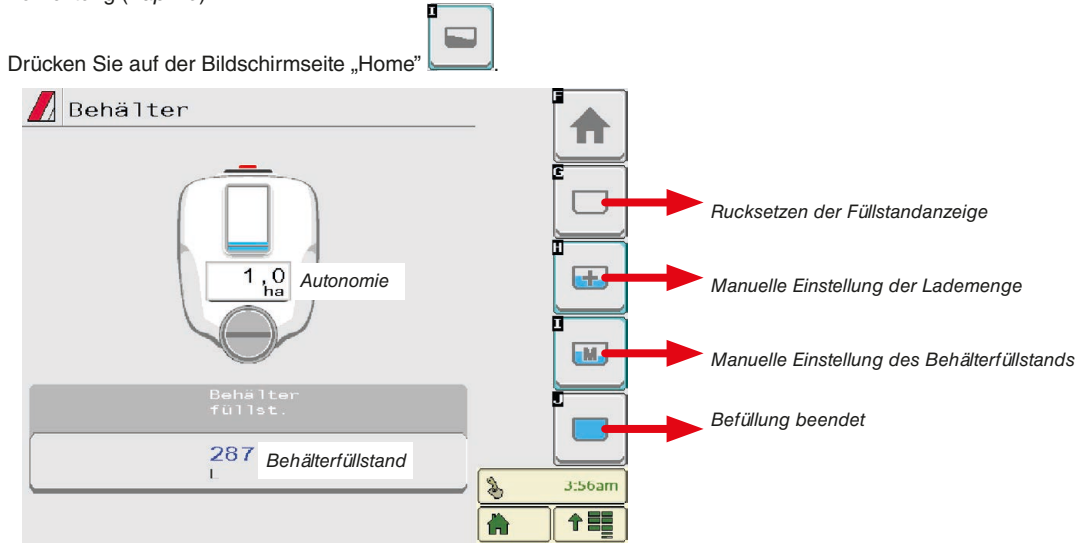 I
Drücken Sie auf der Bildschirmseite „Home” .
Behälter
F
G
Rucksetzen der Füllstandanzeige
1,0
ha
Autonomie
H
Manuelle Einstellung der Lademenge
I
M
Manuelle Einstellung des Behälterfüllstands
Behälter
füllst.
J
Befüllung beendet
287
L
Behälterfüllstand
3:56am